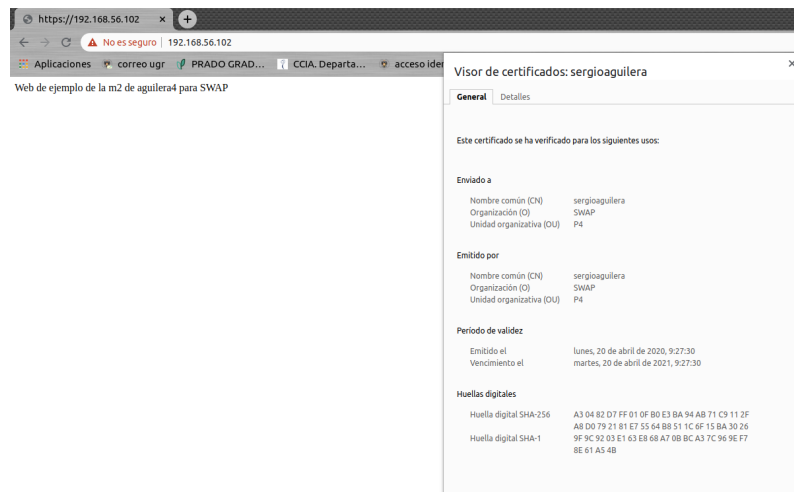 https://192.168.56.102 x
No es seguro | 192.168.56.102
Aplicaciones correo ugr PRADO GRAD... CCIA. Departa... acceso iden
Web de ejemplo de la m2 de aguilera4 para SWAP
Visor de certificados: sergioaguilera x
General Detalles
Este certificado se ha verificado para los siguientes usos:
Enviado a
Nombre común (CN) sergioaguilera
Organización (O) SWAP
Unidad organizativa (OU) P4
Emitido por
Nombre común (CN) sergioaguilera
Organización (O) SWAP
Unidad organizativa (OU) P4
Período de validez
Emitido el lunes, 20 de abril de 2020, 9:27:30
Vencimiento el martes, 20 de abril de 2021, 9:27:30
Huellas digitales
Huella digital SHA-256 A3 04 82 D7 FF 01 0F B0 E3 BA 94 AB 71 C9 11 2F
A8 D0 79 21 81 E7 55 64 B8 51 1C 6F 15 BA 30 26
Huella digital SHA-1 9F 9C 92 03 E1 63 E8 68 A7 0B BC A3 7C 96 9E F7
8E 61 A5 4B